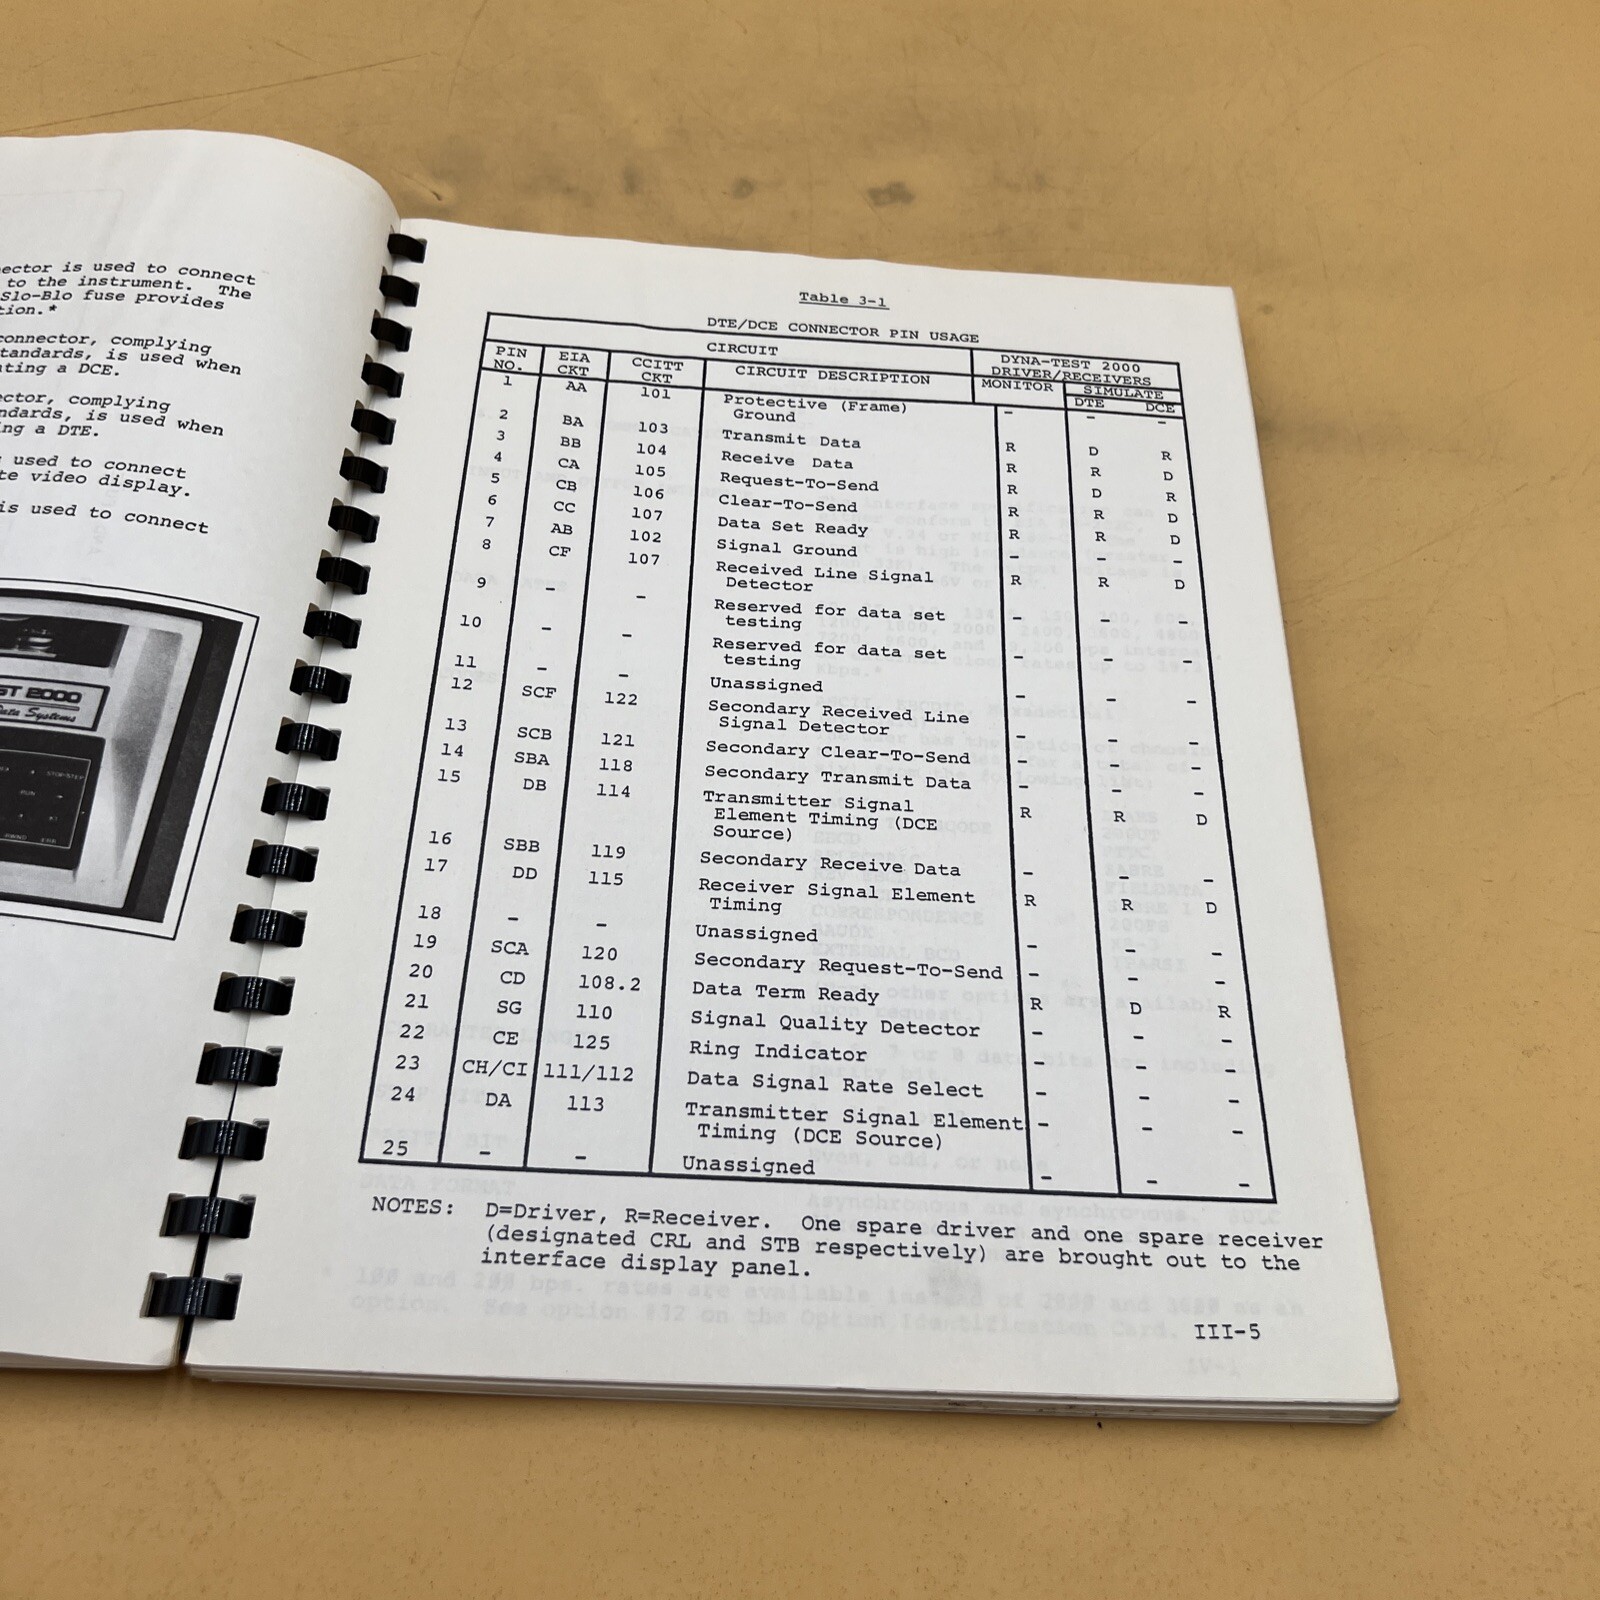 ector is used to connect
to the instrument. The
Slo-Blo fuse provides
tion.*
connector, complying
tandards, is used when
ating a DCE.
ector, complying
ndards, is used when
ing a DTE.
used to connect
te video display.
is used to connect
ST 2000
Data Systems
STOP-STEP
RUN
Table 3-1
DTE/DCE CONNECTOR PIN USAGE
CIRCUIT DYNA-TEST 2000 DRIVER/RECEIVERS
PIN NO. EIA CKT CCITT CKT CIRCUIT DESCRIPTION MONITOR SIMULATE DTE DCE
1 AA 101 Protective (Frame) - - -
Ground
2 BA 103 Transmit Data R D R
3 BB 104 Receive Data R R D
4 CA 105 Request-To-Send R D R
5 CB 106 Clear-To-Send R R D
6 CC 107 Data Set Ready R R D
7 AB 102 Signal Ground - - -
8 CF 107 Received Line Signal R R D
Detector
9 - - Reserved for data set - - -
testing
10 - - Reserved for data set - - -
testing
11 - - Unassigned - - -
12 SCF 122 Secondary Received Line - - -
Signal Detector
13 SCB 121 Secondary Clear-To-Send - - -
14 SBA 118 Secondary Transmit Data - - -
15 DB 114 Transmitter Signal R R D
Element Timing (DCE
Source)
16 SBB 119 Secondary Receive Data - - -
17 DD 115 Receiver Signal Element R R D
Timing
18 - - Unassigned - - -
19 SCA 120 Secondary Request-To-Send - - -
20 CD 108.2 Data Term Ready R D R
21 SG 110 Signal Quality Detector - - -
22 CE 125 Ring Indicator - - -
23 CH/CI 111/112 Data Signal Rate Select - - -
24 DA 113 Transmitter Signal Element - - -
Timing (DCE Source)
25 - - Unassigned - - -
NOTES: D=Driver, R=Receiver. One spare driver and one spare receiver
(designated CRL and STB respectively) are brought out to the
interface display panel.
III-5